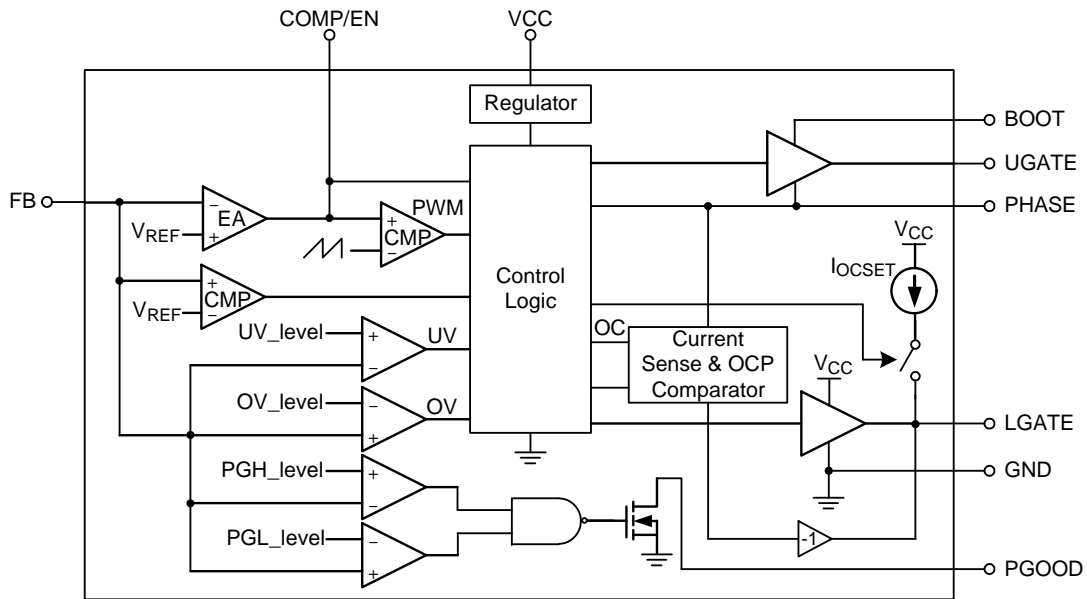 COMP/EN
VCC
Regulator
BOOT
UGATE
PHASE
FB
−
EA
VREF
+
PWM
+
CMP
−
VCC
IOCSET
+
CMP
VREF
−
Control
Logic
UV_level
+
UV
−
OC
Current
Sense & OCP
Comparator
VCC
OV_level
−
OV
+
LGATE
GND
PGH_level
+
−
PGL_level
−
+
-1
PGOOD